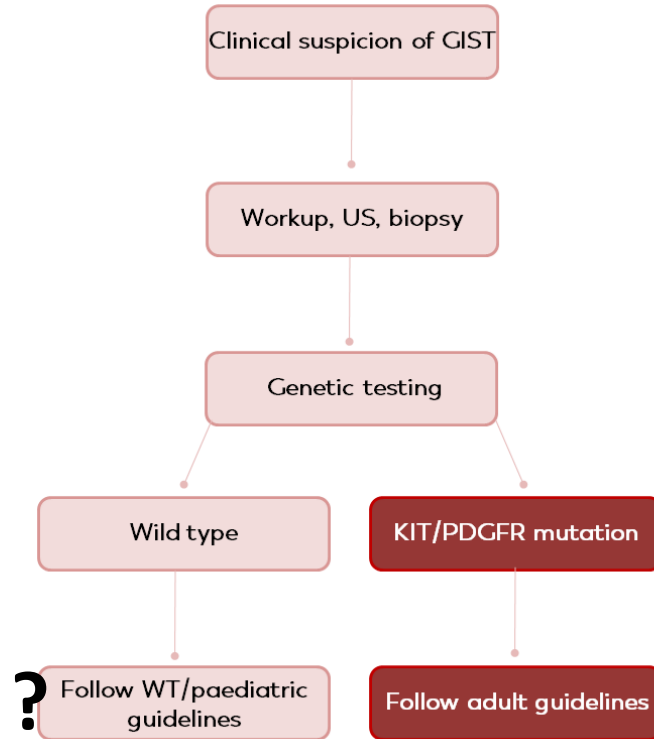 Clinical suspicion of GIST
Workup, US, biopsy
Genetic testing
Wild type
KIT/PDGFR mutation
?
Follow WT/paediatric
guidelines
Follow adult guidelines